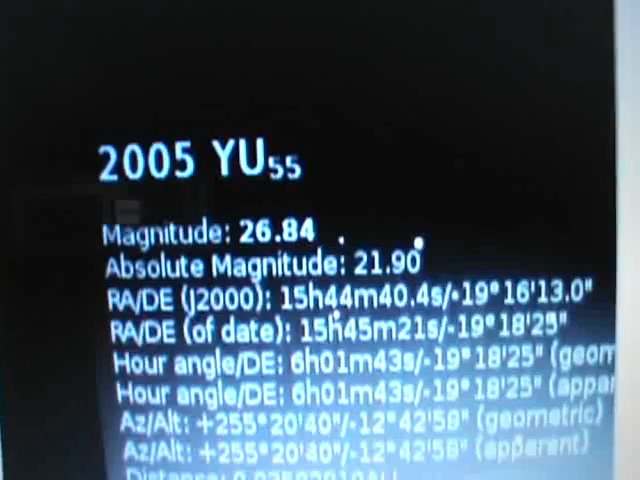 2005 YU55
Magnitude: 26.84
Absolute Magnitude: 21.90
RA/DE (J2000): 15h44m40.4s/-19°16'13.0"
RA/DE (of date): 15h45m21s/-19°18'25"
Hour angle/DE: 6h01m43s/-19°18'25" (geom
Hour angle/DE: 6h01m43s/-19°18'25" (appar
Az/Alt: +255°20'40"/-12°42'58" (geometric)
Az/Alt: +255°20'40"/-12°42'58" (apparent)
Distance: